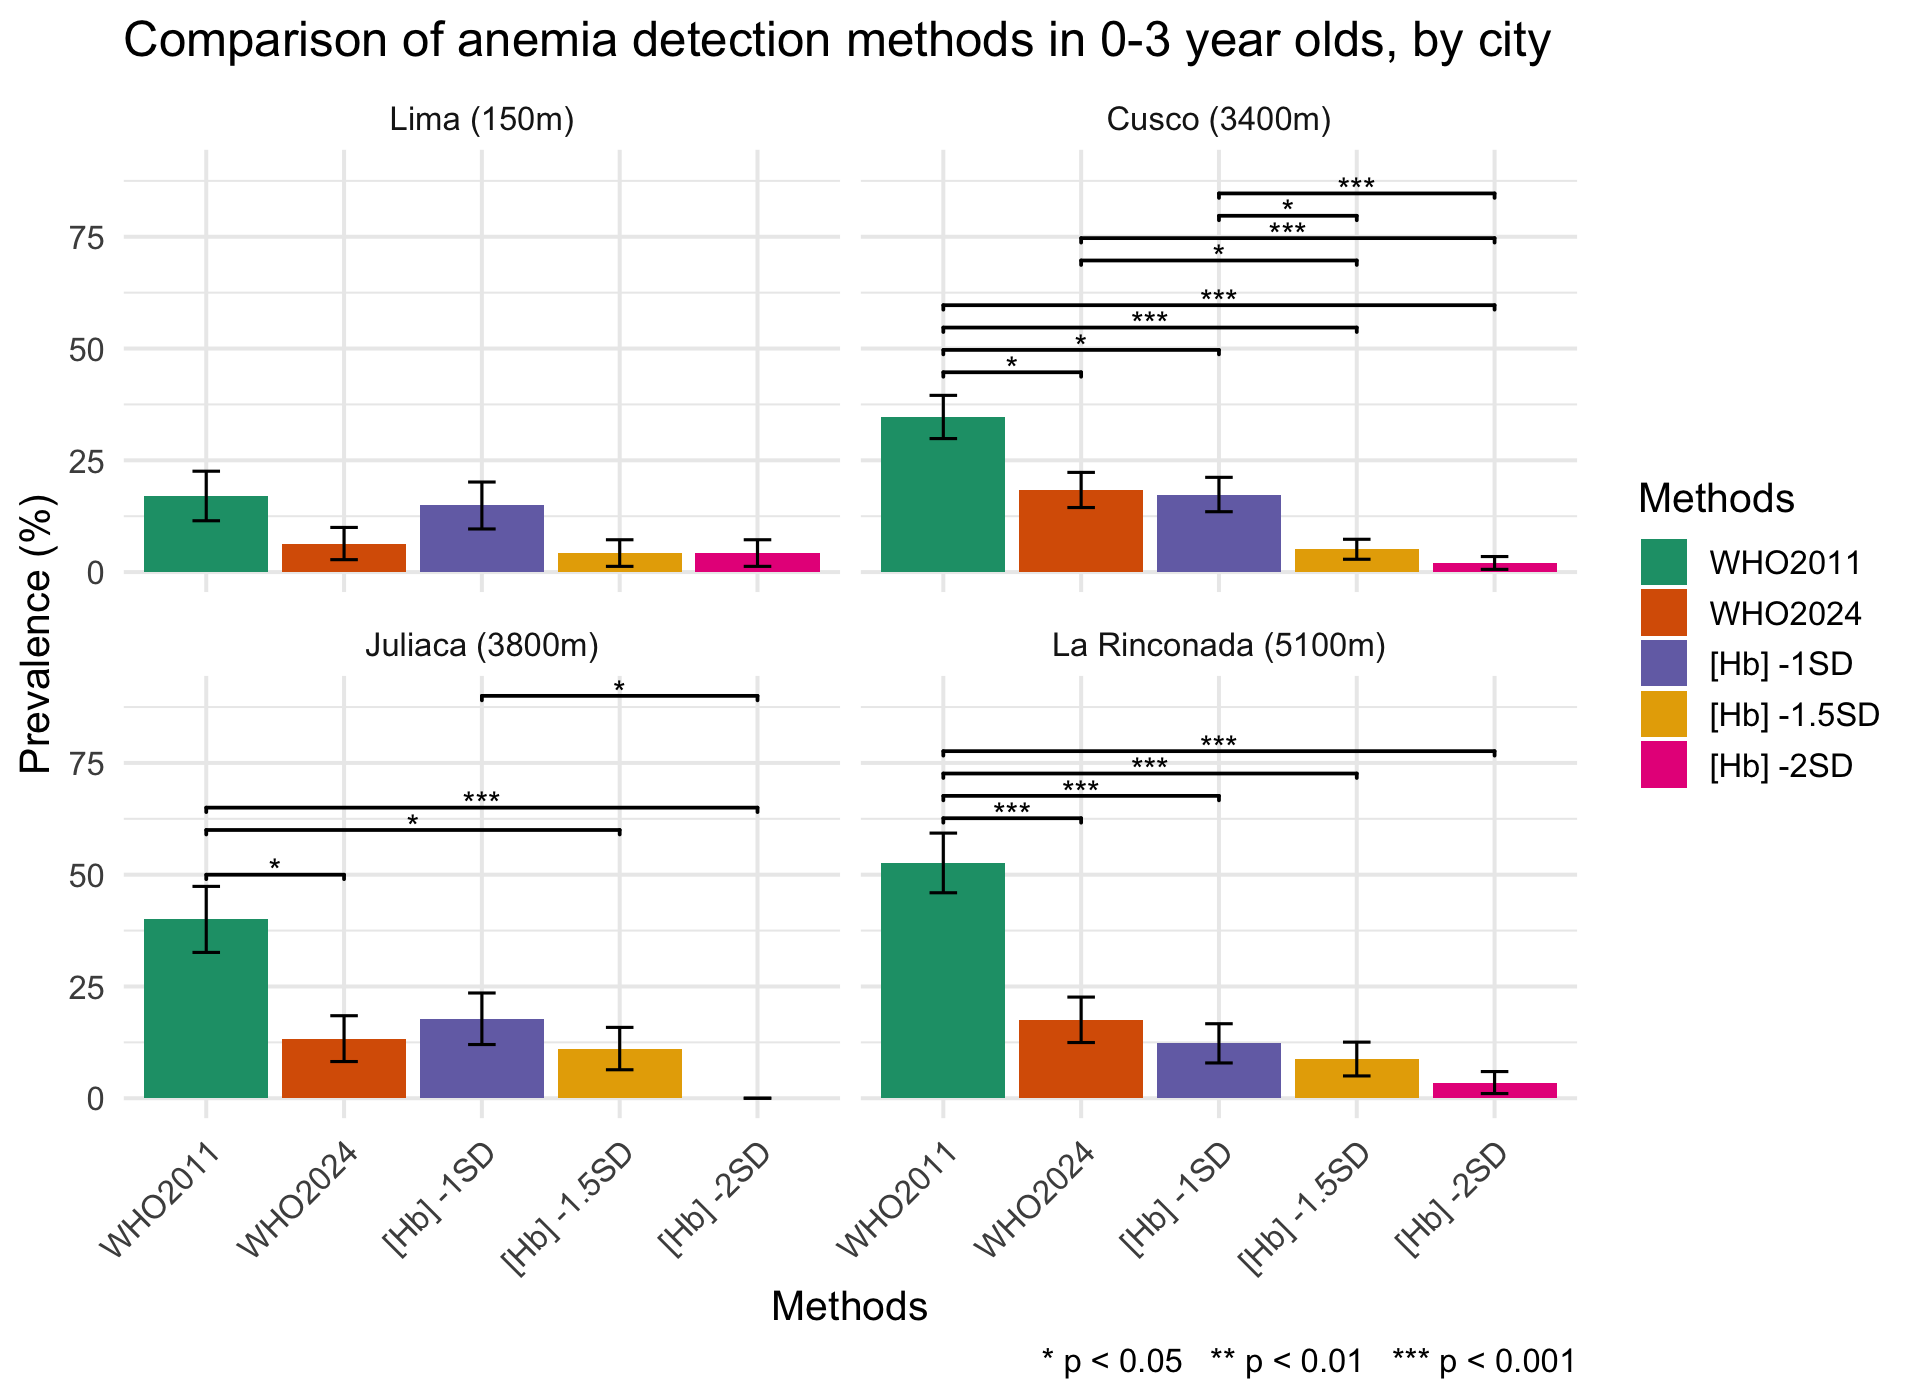 Comparison of anemia detection methods in 0-3 year olds, by city
Lima (150m)
Cusco (3400m)
***
*
***
*
***
***
*
*
75
50
25
0
Juliaca (3800m)
La Rinconada (5100m)
*
***
*
*
***
***
***
***
75
50
25
0
WHO2011
WHO2024
[Hb] -1SD
[Hb] -1.5SD
[Hb] -2SD
WHO2011
WHO2024
[Hb] -1SD
[Hb] -1.5SD
[Hb] -2SD
Prevalence (%)
Methods
Methods
WHO2011
WHO2024
[Hb] -1SD
[Hb] -1.5SD
[Hb] -2SD
* p < 0.05 ** p < 0.01 *** p < 0.001